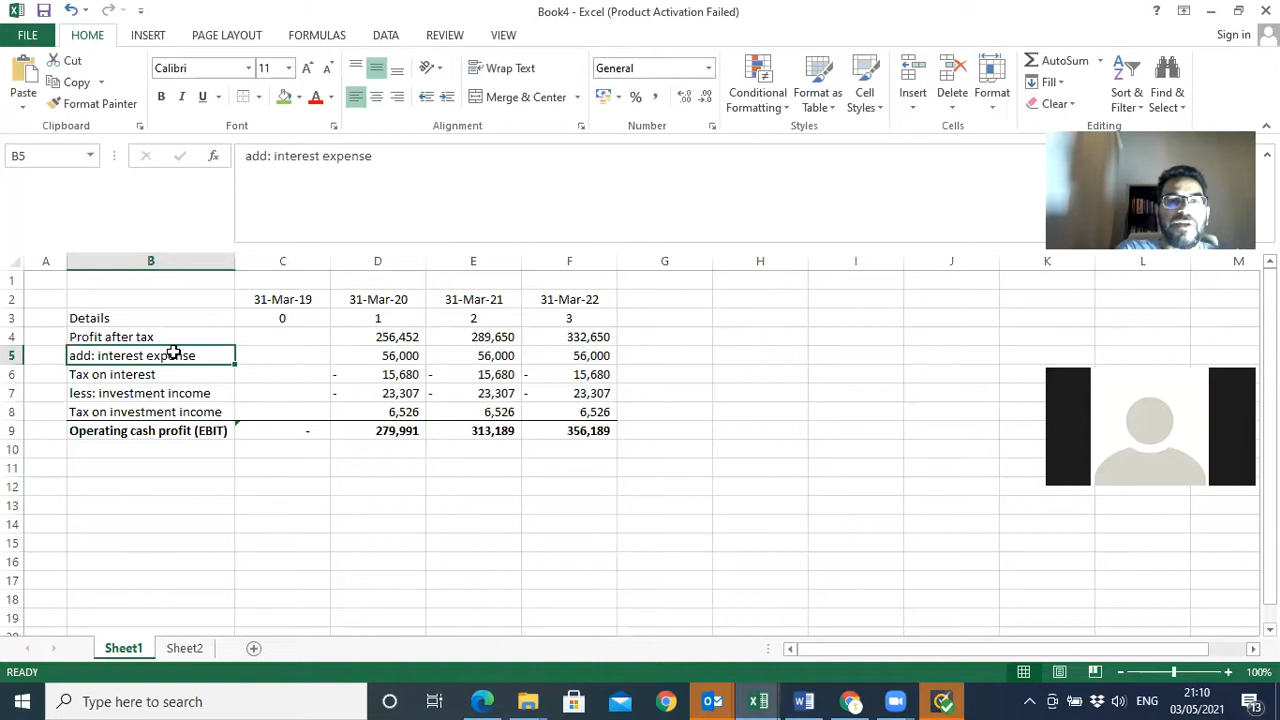 Book4 - Excel (Product Activation Failed)
FILE HOME INSERT PAGE LAYOUT FORMULAS DATA REVIEW VIEW Sign in
Paste Cut Copy Format Painter
Calibri 11
B I U A
Wrap Text
Merge & Center
General
%
Conditional Formatting
Format as Table
Cell Styles
Insert Delete Format
AutoSum
Fill
Clear
Sort & Filter
Find & Select
Clipboard Font Alignment Number Styles Cells Editing
B5 fx add: interest expense
A B C D E F G H I J K L M
1
2 31-Mar-19 31-Mar-20 31-Mar-21 31-Mar-22
3 Details 0 1 2 3
4 Profit after tax 256,452 289,650 332,650
5 add: interest expense 56,000 56,000 56,000
6 Tax on interest - 15,680 - 15,680 - 15,680
7 less: investment income - 23,307 - 23,307 - 23,307
8 Tax on investment income 6,526 6,526 6,526
9 Operating cash profit (EBIT) - 279,991 313,189 356,189
10
11
12
13
14
15
16
17
18
19
Sheet1 Sheet2
READY 100%
Type here to search
ENG
21:10
03/05/2021
13